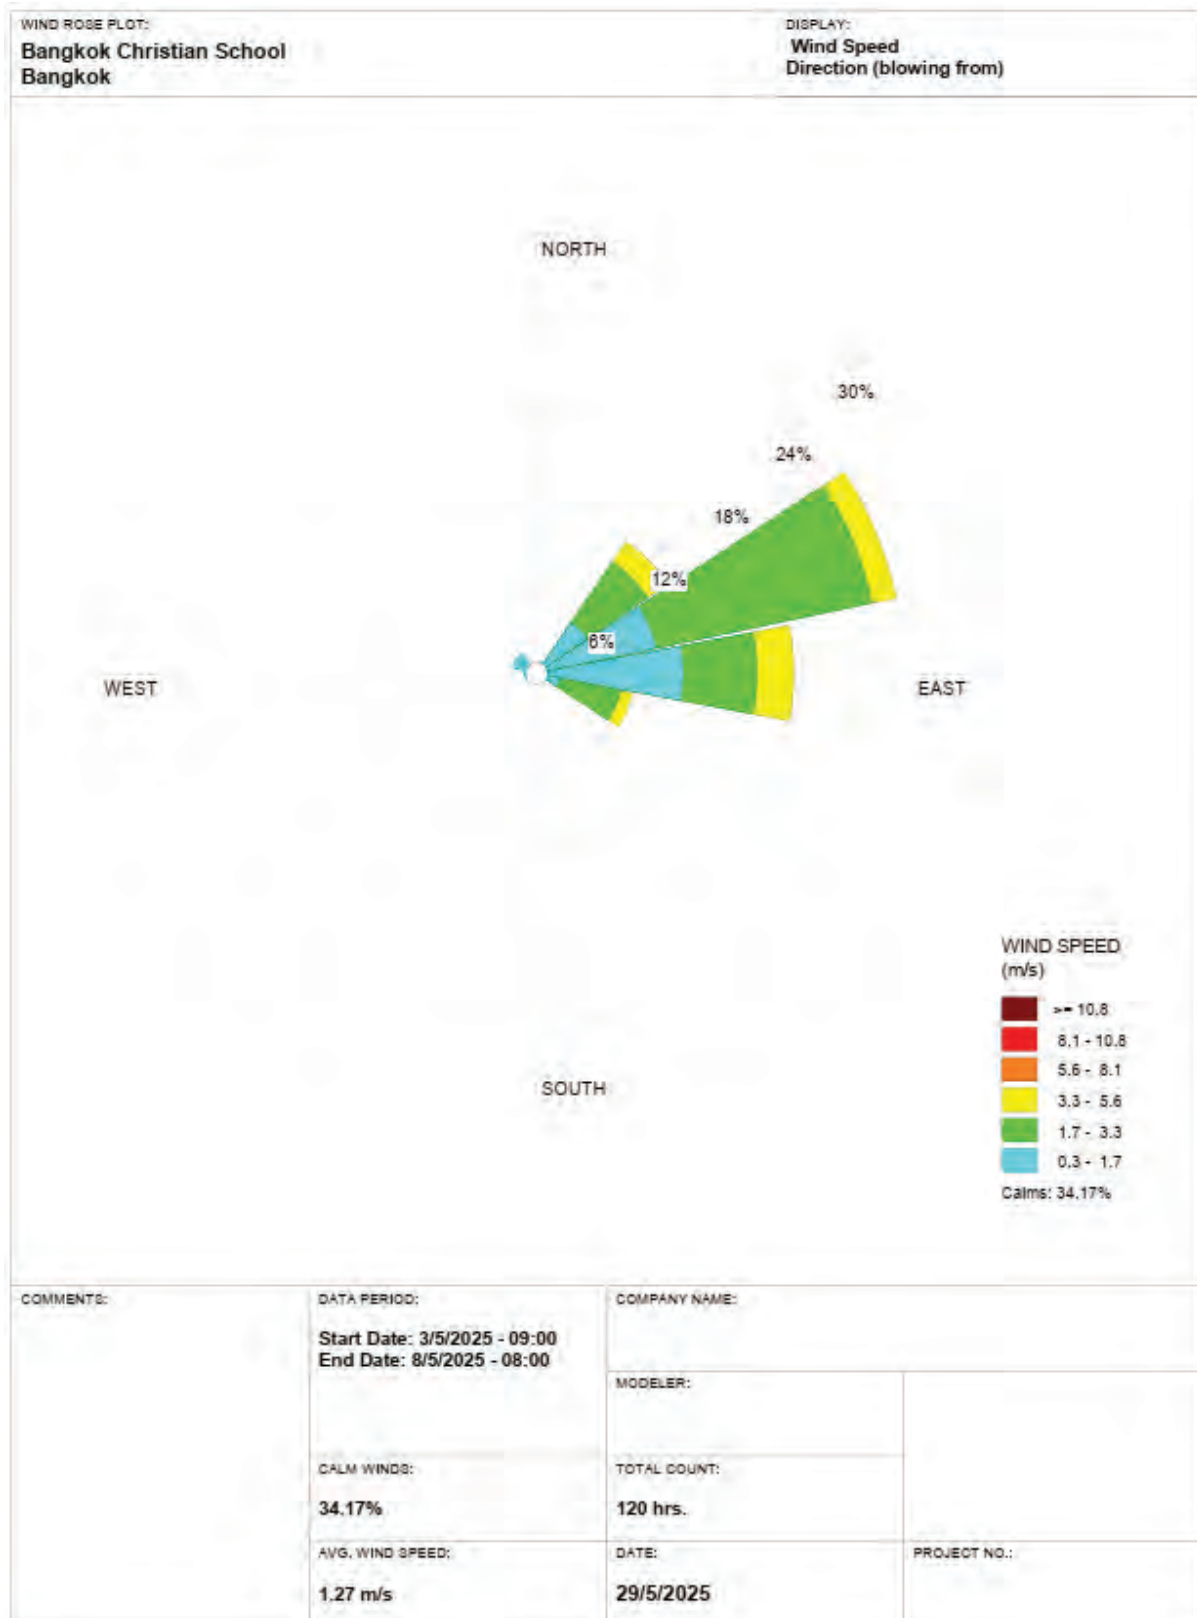 WIND ROSE PLOT:
Bangkok Christian School
Bangkok
DISPLAY:
Wind Speed
Direction (blowing from)
NORTH
30%
24%
18%
12%
6%
WEST
EAST
SOUTH
WIND SPEED
(m/s)
>= 10.8
8.1 - 10.8
5.6 - 8.1
3.3 - 5.6
1.7 - 3.3
0.3 - 1.7
Calms: 34.17%
COMMENTS:
DATA PERIOD:
Start Date: 3/5/2025 - 09:00
End Date: 8/5/2025 - 08:00
COMPANY NAME:
MODELER:
CALM WINDS:
34.17%
TOTAL COUNT:
120 hrs.
AVG. WIND SPEED:
1.27 m/s
DATE:
29/5/2025
PROJECT NO.: